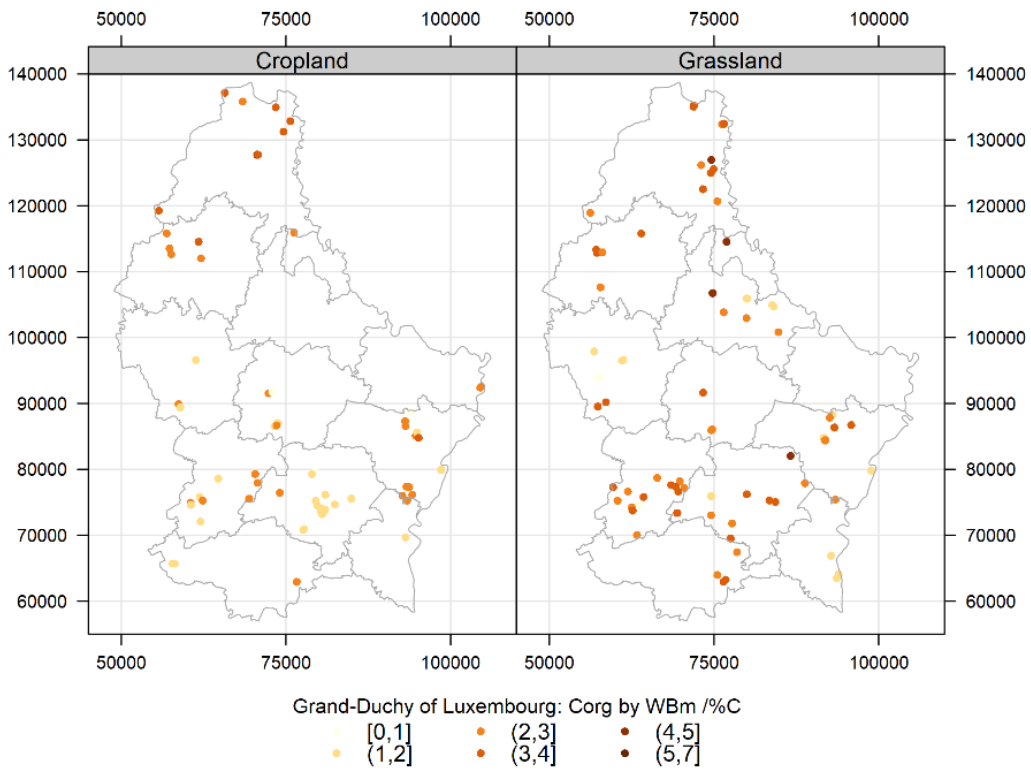 50000 75000 100000 50000 75000 100000
Cropland Grassland
140000 140000
130000 130000
120000 120000
110000 110000
100000 100000
90000 90000
80000 80000
70000 70000
60000 60000
50000 75000 100000 50000 75000 100000
Grand-Duchy of Luxembourg: Corg by WBm /%C
[0,1] (2,3] (4,5]
(1,2] (3,4] (5,7]